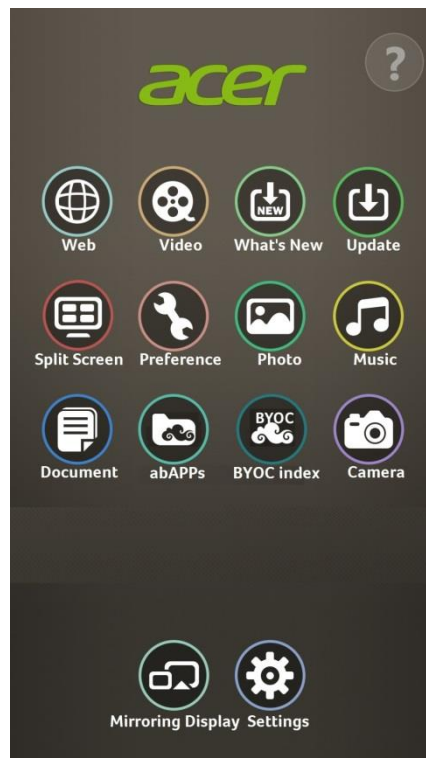 acer
?
Web Video What's New Update
NEW
Split Screen Preference Photo Music
BYOC
Document abAPPs BYOC index Camera
Mirroring Display Settings